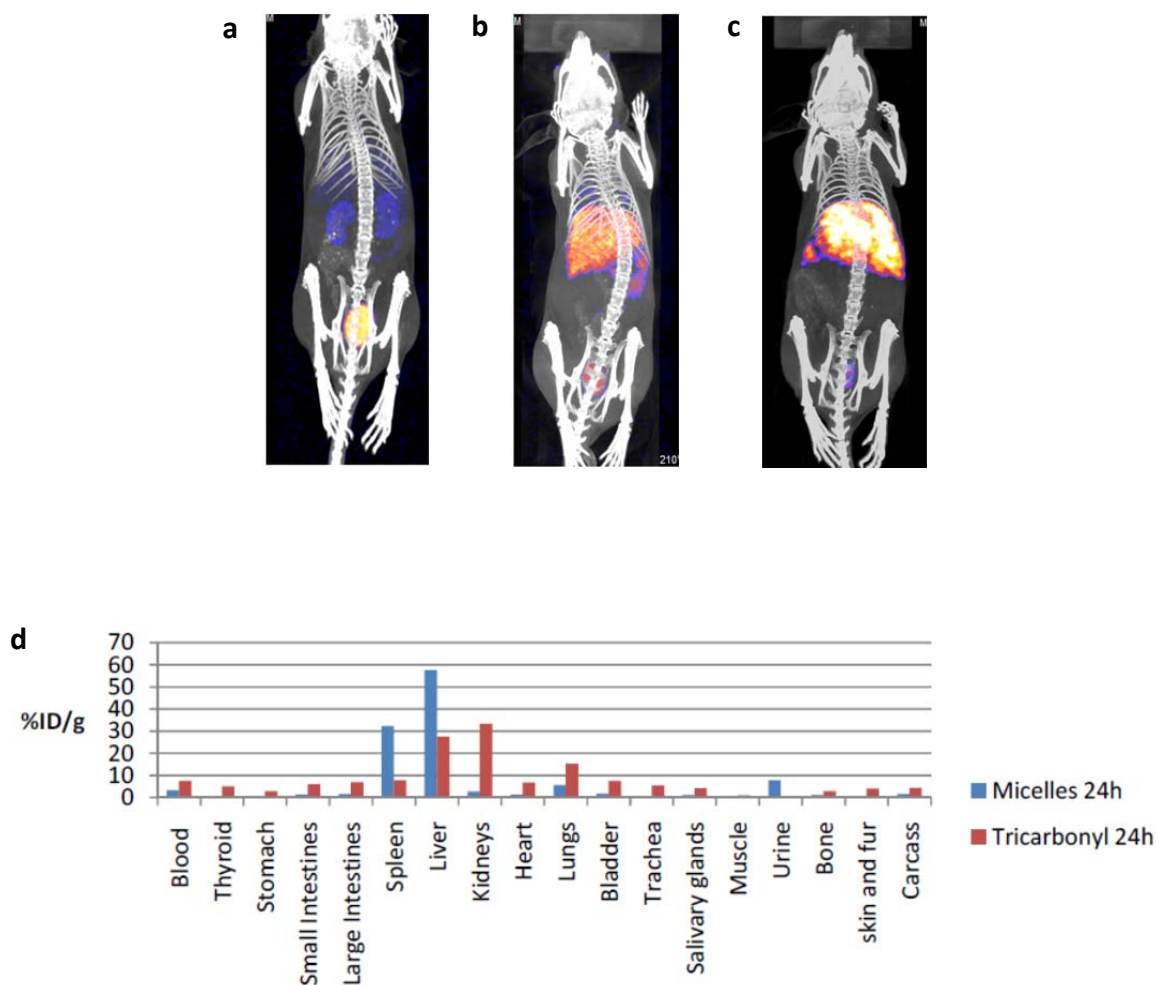 a
b
c
M
M
M
210°
d
70
60
50
40
30
20
10
0
%ID/g
Blood
Thyroid
Stomach
Small Intestines
Large Intestines
Spleen
Liver
Kidneys
Heart
Lungs
Bladder
Trachea
Salivary glands
Muscle
Urine
Bone
skin and fur
Carcass
Micelles 24h
Tricarbonyl 24h